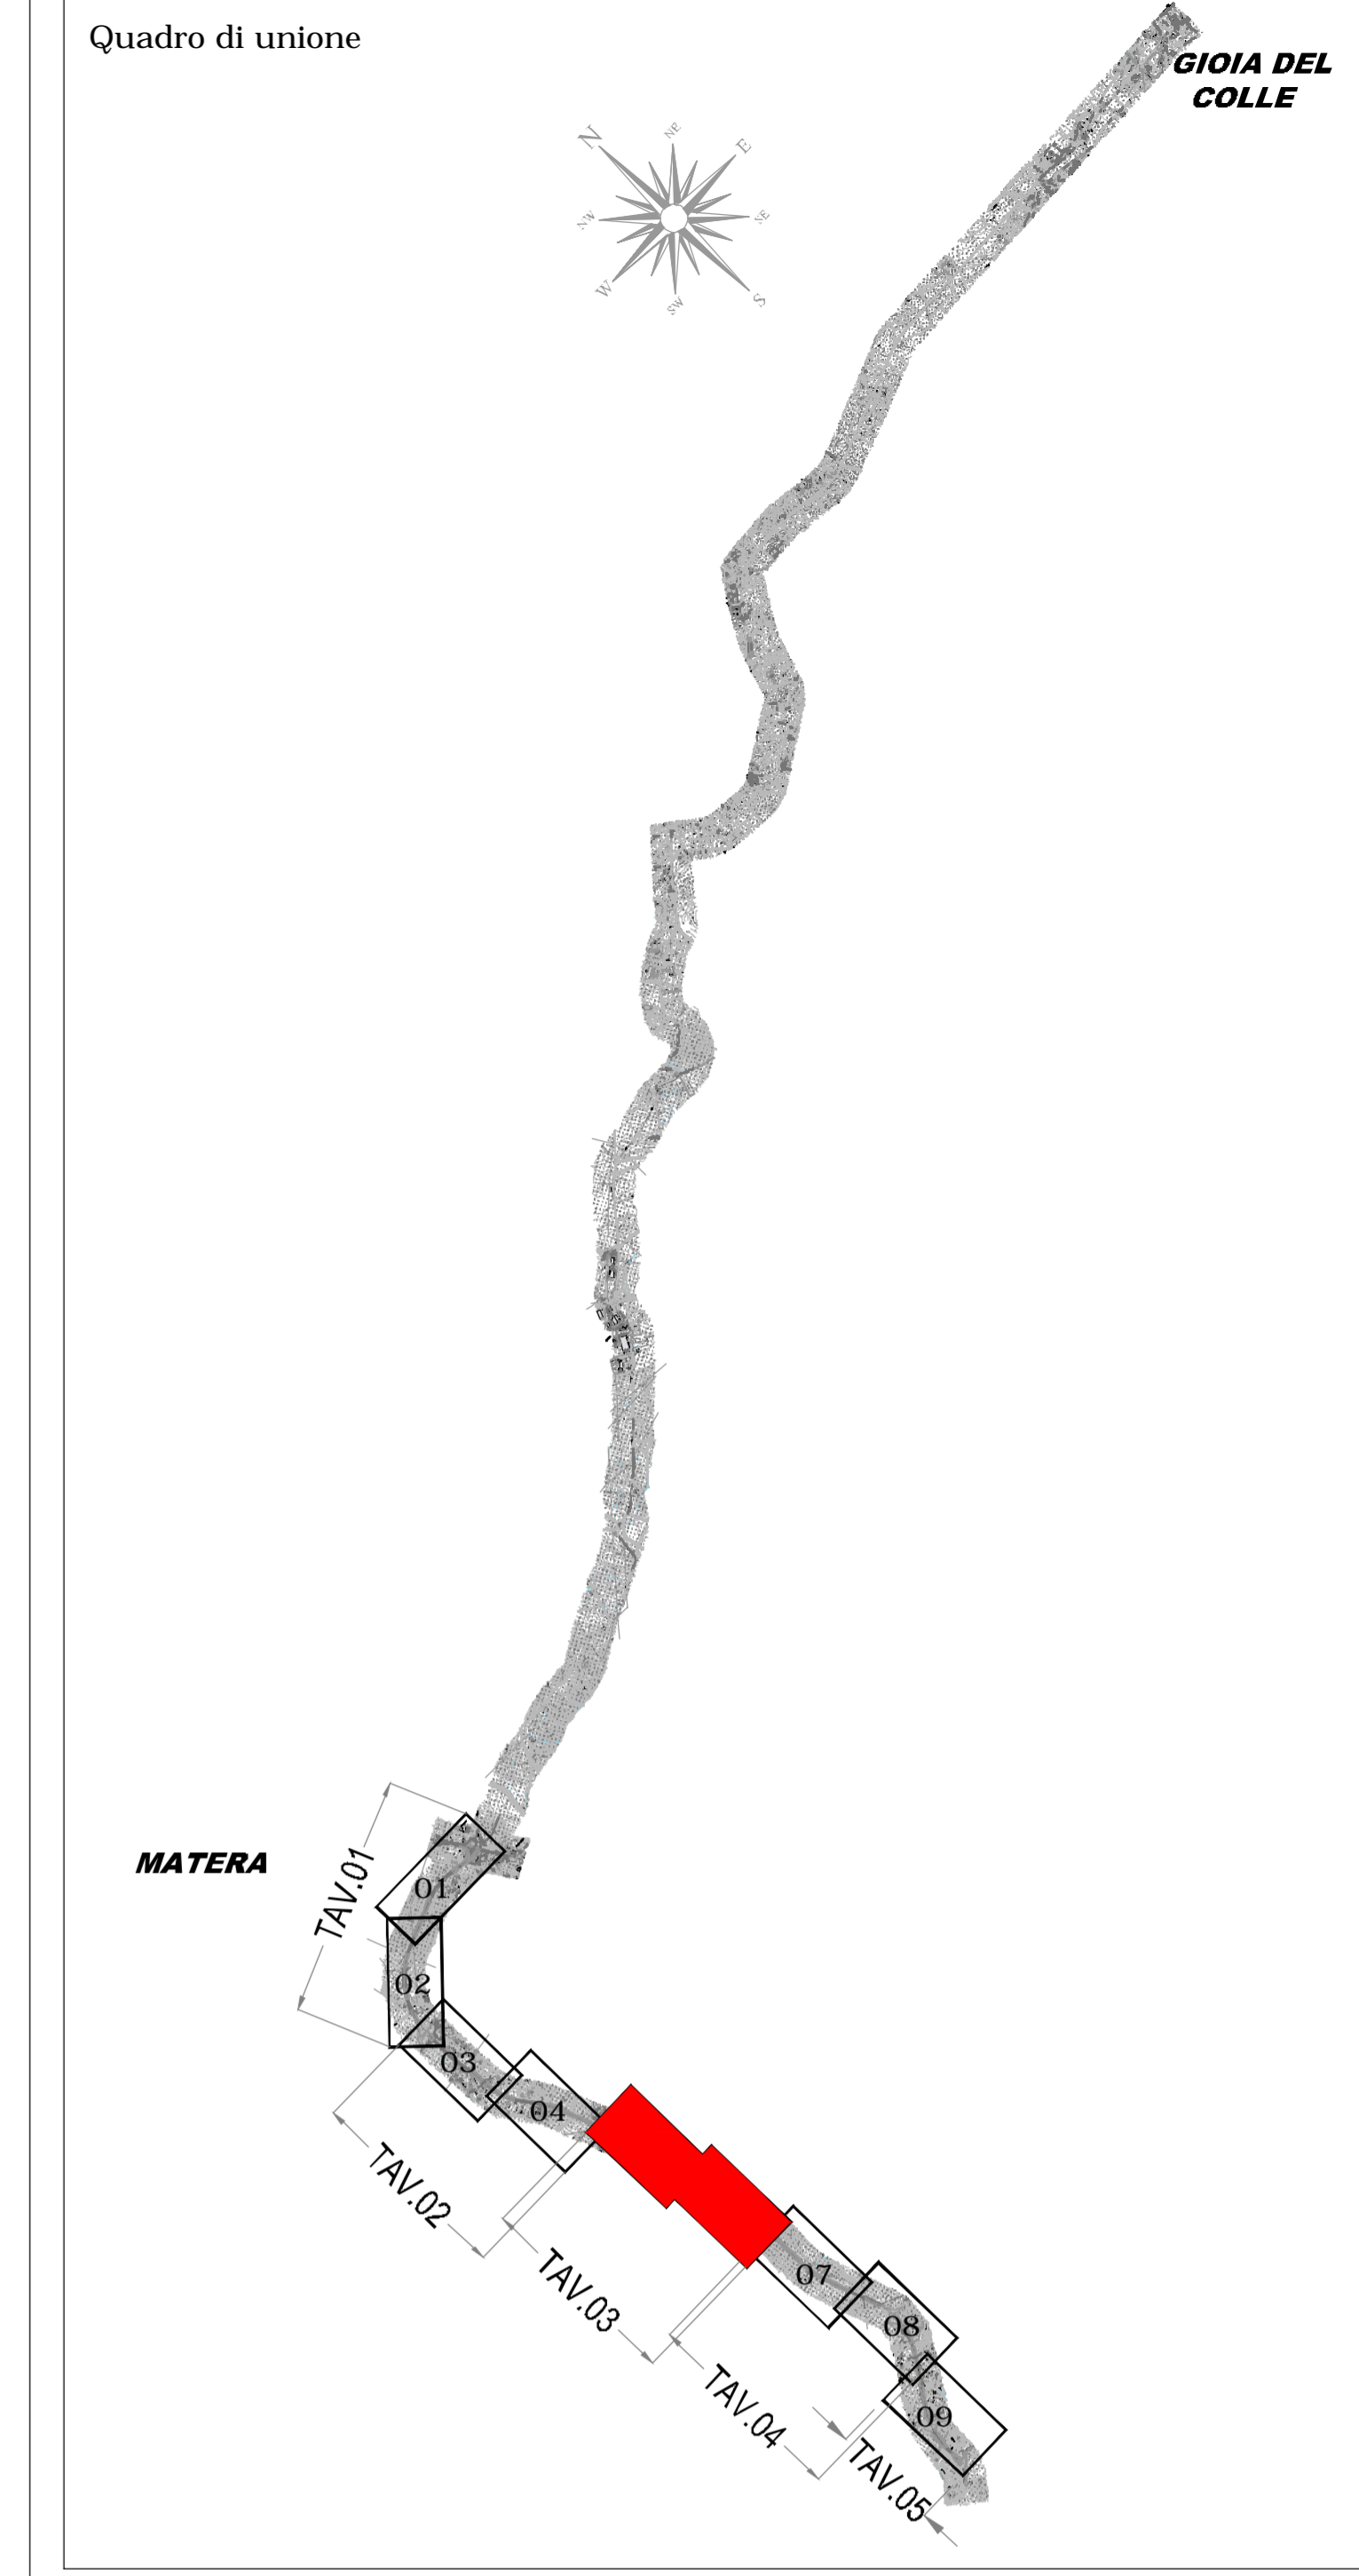 Quadro di unione
GIOIA DEL
COLLE
N
NE
E
NW
SE
W
SW
S
MATERA
TAV.01
01
02
03
04
TAV.02
TAV.03
07
08
TAV.04
09
TAV.05